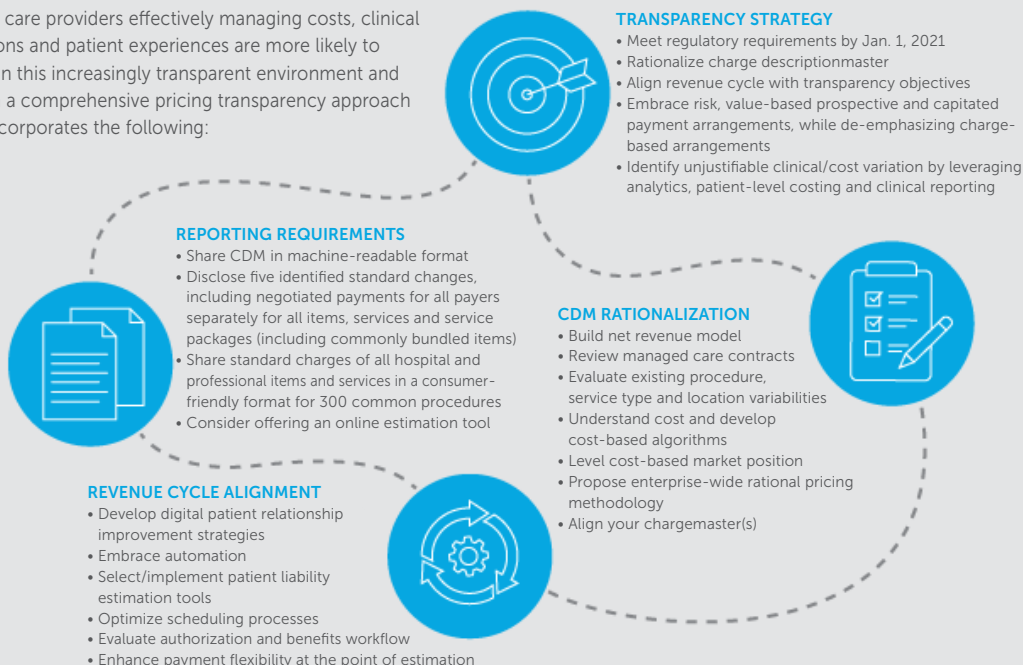 care providers effectively managing costs, clinical
ons and patient experiences are more likely to
n this increasingly transparent environment and
a comprehensive pricing transparency approach
corporates the following:
TRANSPARENCY STRATEGY
• Meet regulatory requirements by Jan. 1, 2021
• Rationalize charge descriptionmaster
• Align revenue cycle with transparency objectives
• Embrace risk, value-based prospective and capitated
payment arrangements, while de-emphasizing charge-
based arrangements
• Identify unjustifiable clinical/cost variation by leveraging
analytics, patient-level costing and clinical reporting
REPORTING REQUIREMENTS
• Share CDM in machine-readable format
• Disclose five identified standard changes,
including negotiated payments for all payers
separately for all items, services and service
packages (including commonly bundled items)
• Share standard charges of all hospital and
professional items and services in a consumer-
friendly format for 300 common procedures
• Consider offering an online estimation tool
CDM RATIONALIZATION
• Build net revenue model
• Review managed care contracts
• Evaluate existing procedure,
service type and location variabilities
• Understand cost and develop
cost-based algorithms
• Level cost-based market position
• Propose enterprise-wide rational pricing
methodology
• Align your chargemaster(s)
REVENUE CYCLE ALIGNMENT
• Develop digital patient relationship
improvement strategies
• Embrace automation
• Select/implement patient liability
estimation tools
• Optimize scheduling processes
• Evaluate authorization and benefits workflow
• Enhance payment flexibility at the point of estimation